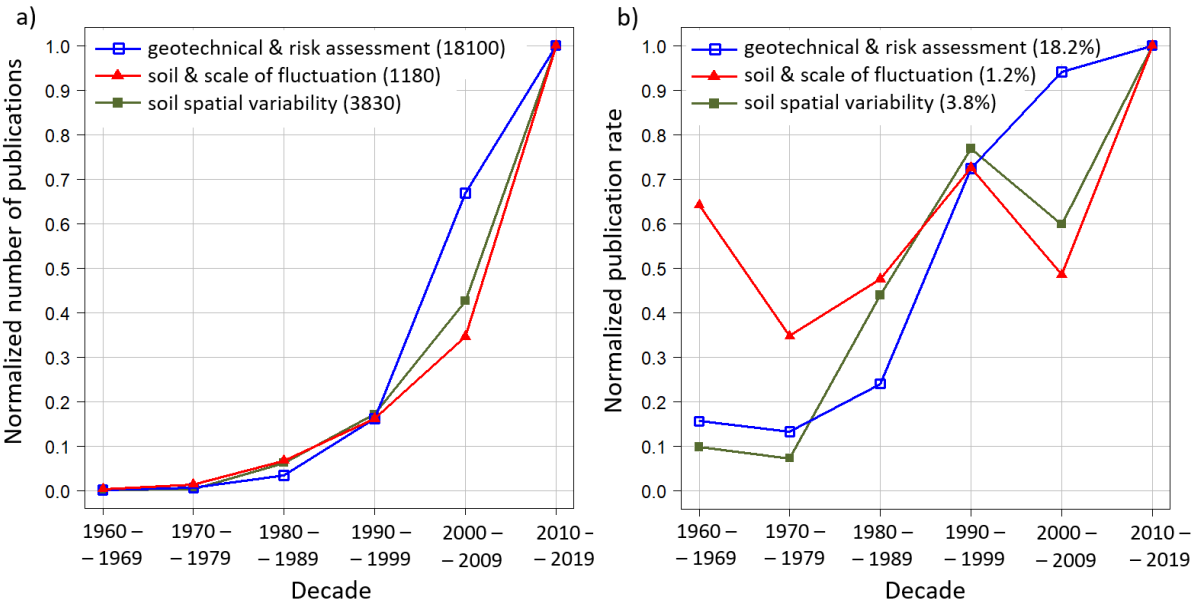 a)
geotechnical & risk assessment (18100)
soil & scale of fluctuation (1180)
soil spatial variability (3830)
Normalized number of publications
1.0
0.9
0.8
0.7
0.6
0.5
0.4
0.3
0.2
0.1
0.0
1960 – – 1969
1970 – – 1979
1980 – – 1989
1990 – – 1999
2000 – – 2009
2010 – – 2019
Decade
b)
geotechnical & risk assessment (18.2%)
soil & scale of fluctuation (1.2%)
soil spatial variability (3.8%)
Normalized publication rate
1.0
0.9
0.8
0.7
0.6
0.5
0.4
0.3
0.2
0.1
0.0
1960 – – 1969
1970 – – 1979
1980 – – 1989
1990 – – 1999
2000 – – 2009
2010 – – 2019
Decade